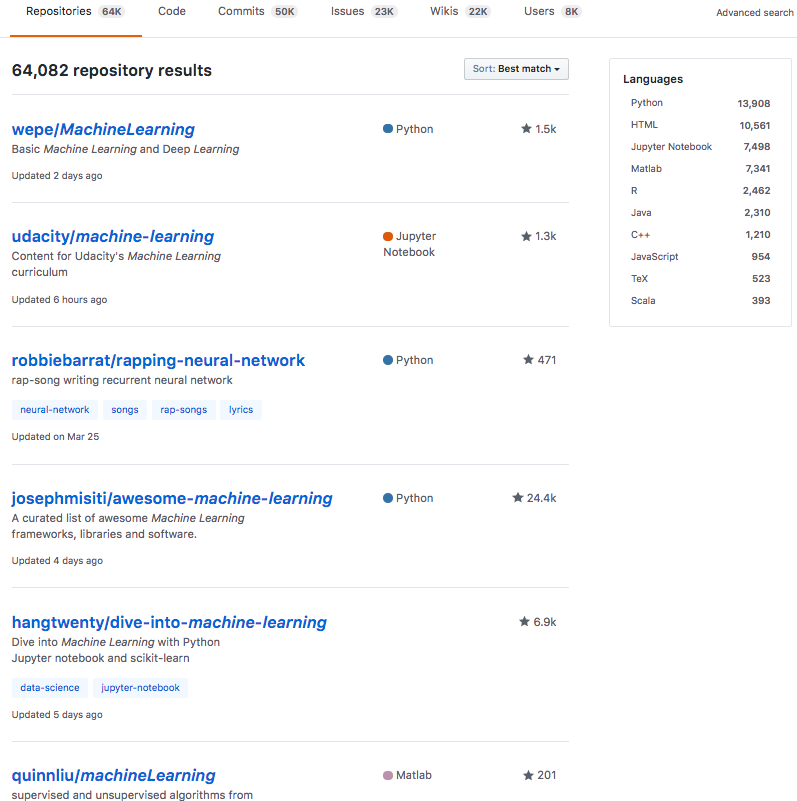 Repositories 64K Code Commits 50K Issues 23K Wikis 22K Users 8K Advanced search
64,082 repository results
Sort: Best match
wepe/MachineLearning
Python
1.5k
Basic Machine Learning and Deep Learning
Updated 2 days ago
udacity/machine-learning
Jupyter
Notebook
1.3k
Content for Udacity's Machine Learning
curriculum
Updated 6 hours ago
robbiebarrat/rapping-neural-network
Python
471
rap-song writing recurrent neural network
neural-network songs rap-songs lyrics
Updated on Mar 25
josephmisiti/awesome-machine-learning
Python
24.4k
A curated list of awesome Machine Learning
frameworks, libraries and software.
Updated 4 days ago
hangtwenty/dive-into-machine-learning
6.9k
Dive into Machine Learning with Python
Jupyter notebook and scikit-learn
data-science jupyter-notebook
Updated 5 days ago
quinnliu/machineLearning
Matlab
201
supervised and unsupervised algorithms from
Languages
Python 13,908
HTML 10,561
Jupyter Notebook 7,498
Matlab 7,341
R 2,462
Java 2,310
C++ 1,210
JavaScript 954
TeX 523
Scala 393